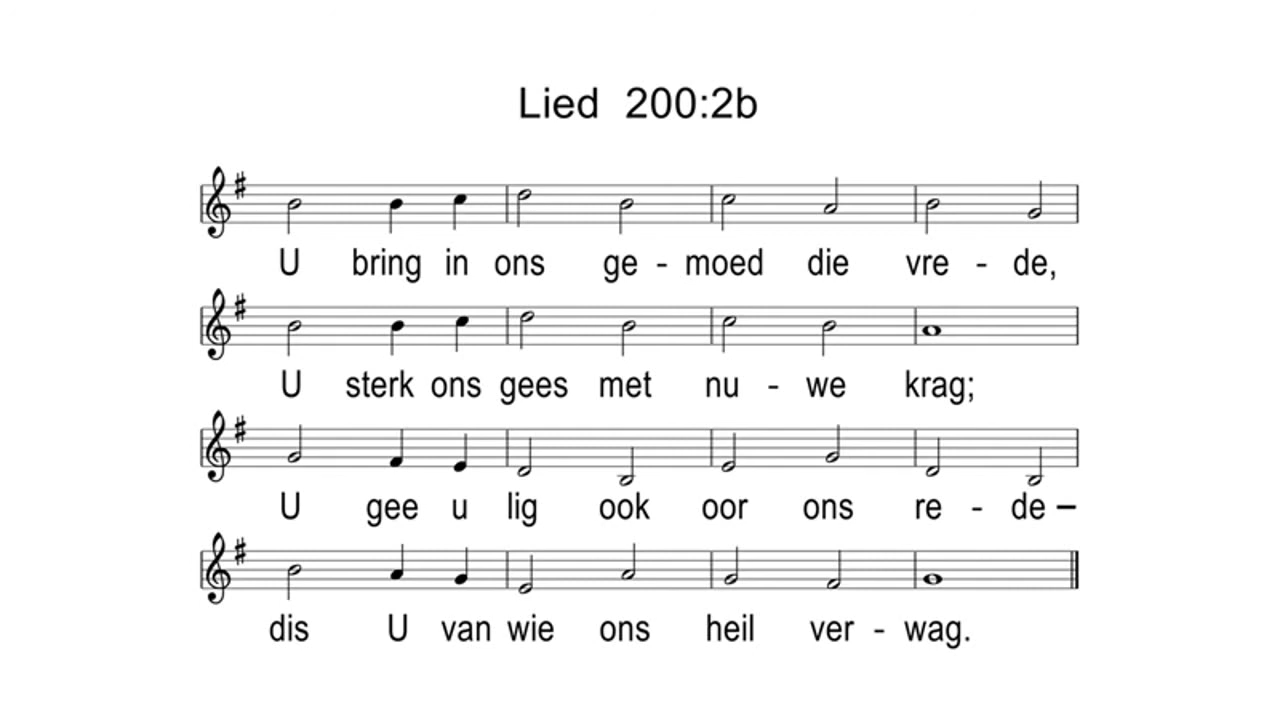 Lied 200:2b
U bring in ons ge - moed die vre - de,
U sterk ons gees met nu - we krag;
U gee u lig ook oor ons re - de –
dis U van wie ons heil ver - wag.